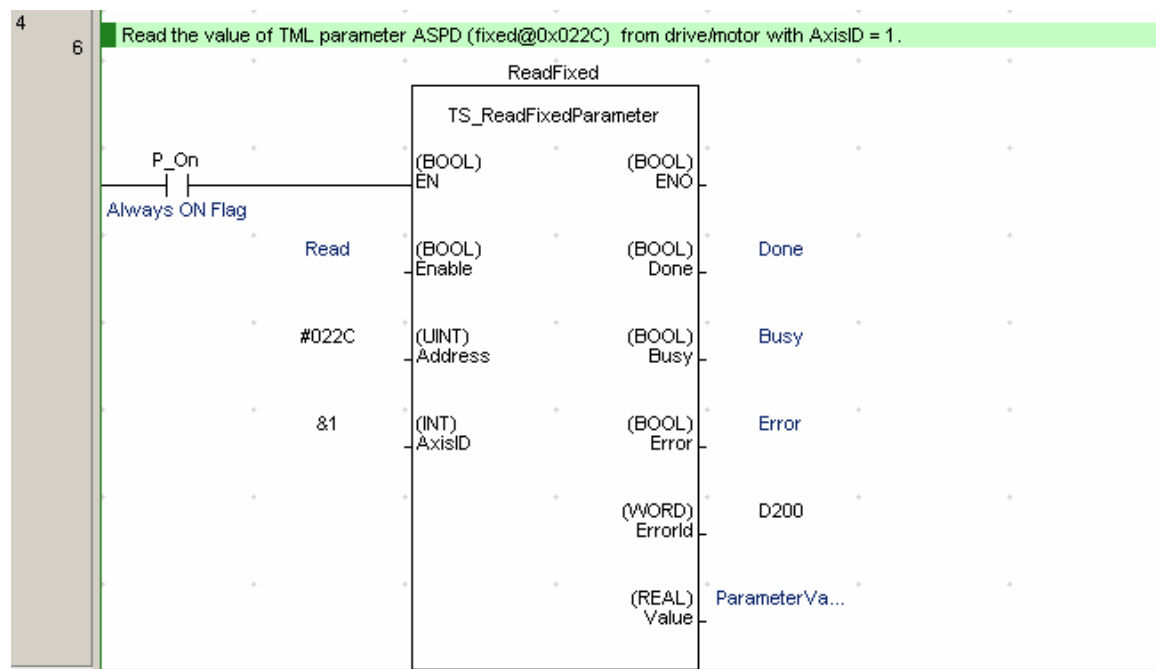 4
6
Read the value of TML parameter ASPD (fixed@0x022C) from drive/motor with AxisID = 1.
ReadFixed
TS_ReadFixedParameter
P_On
(BOOL) (BOOL)
EN ENO
Always ON Flag
Read (BOOL) (BOOL) Done
Enable Done
#022C (UINT) (BOOL) Busy
Address Busy
&1 (INT) (BOOL) Error
AxisID Error
(WORD) D200
ErrorId
(REAL) ParameterVa...
Value